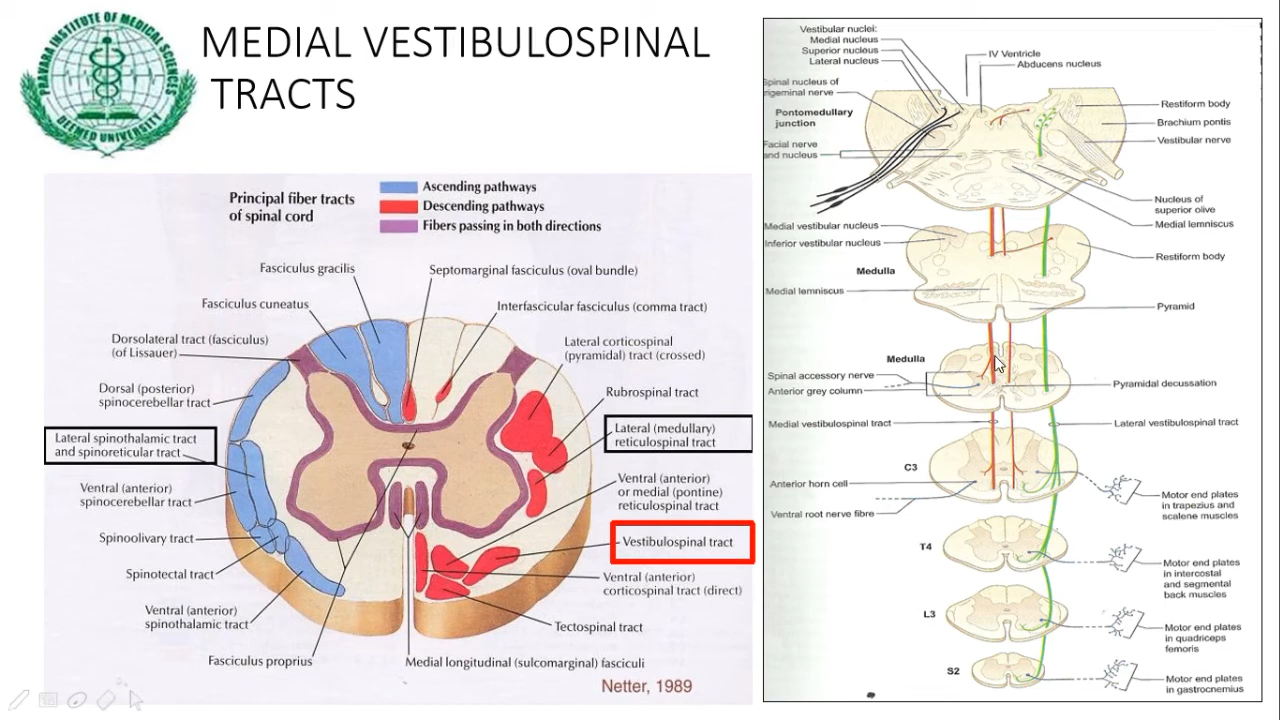 PRAVARA INSTITUTE OF MEDICAL SCIENCES
DEEMED UNIVERSITY
MEDIAL VESTIBULOSPINAL
TRACTS
Principal fiber tracts
of spinal cord
Ascending pathways
Descending pathways
Fibers passing in both directions
Fasciculus gracilis
Septomarginal fasciculus (oval bundle)
Fasciculus cuneatus
Interfascicular fasciculus (comma tract)
Dorsolateral tract (fasciculus)
(of Lissauer)
Lateral corticospinal
(pyramidal) tract (crossed)
Dorsal (posterior)
spinocerebellar tract
Rubrospinal tract
Lateral spinothalamic tract
and spinoreticular tract
Lateral (medullary)
reticulospinal tract
Ventral (anterior)
spinocerebellar tract
Ventral (anterior)
or medial (pontine)
reticulospinal tract
Spinoolivary tract
Vestibulospinal tract
Spinotectal tract
Ventral (anterior)
corticospinal tract (direct)
Ventral (anterior)
spinothalamic tract
Tectospinal tract
Fasciculus proprius
Medial longitudinal (sulcomarginal) fasciculi
Netter, 1989
Vestibular nuclei:
Medial nucleus
Superior nucleus
Lateral nucleus
IV Ventricle
Abducens nucleus
Spinal nucleus of
rigeminal nerve
Restiform body
Pontomedullary
junction
Brachium pontis
Vestibular nerve
Facial nerve
and nucleus
Nucleus of
superior olive
Medial lemniscus
Medial vestibular nucleus
Inferior vestibular nucleus
Restiform body
Medulla
Medial lemniscus
Pyramid
Medulla
Spinal accessory nerve
Anterior grey column
Pyramidal decussation
Medial vestibulospinal tract
Lateral vestibulospinal tract
C3
Anterior horn cell
Motor end plates
in trapezius and
scalene muscles
Ventral root nerve fibre
T4
Motor end plates
in intercostal
and segmental
back muscles
L3
Motor end plates
in quadriceps
femoris
S2
Motor end plates
in gastrocnemius